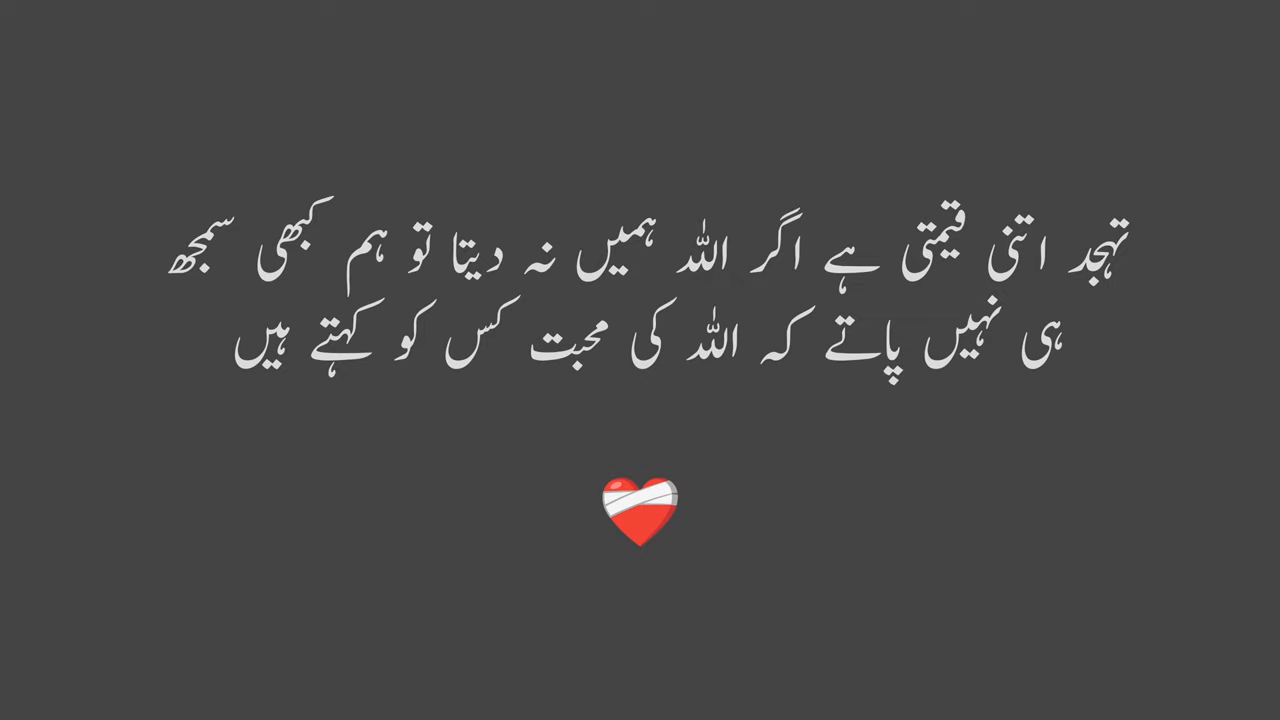 تہجد اتنی قیمتی ہے اگر اللہ ہمیں نہ دیتا تو ہم کبھی سمجھ
ہی نہیں پاتے کہ اللہ کی محبت کس کو کہتے ہیں